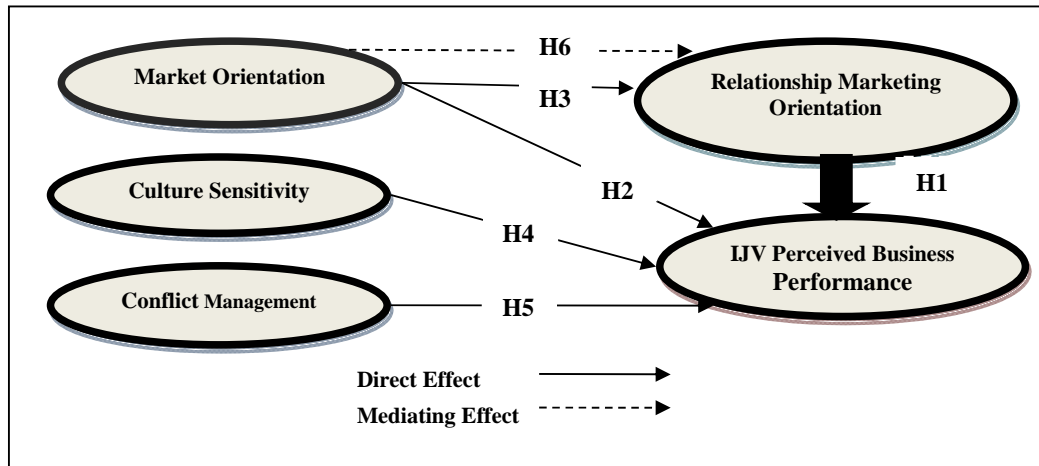 H6
Market Orientation
Relationship Marketing
Orientation
H3
Culture Sensitivity
H1
H2
H4
IJV Perceived Business
Performance
Conflict Management
H5
Direct Effect
Mediating Effect